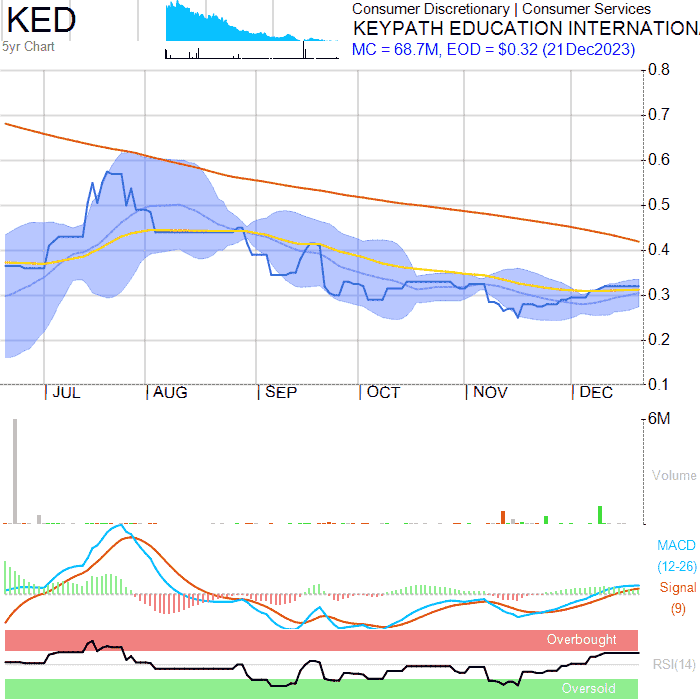 KED
5yr Chart
Consumer Discretionary | Consumer Services
KEYPATH EDUCATION INTERNATION
MC = 68.7M, EOD = $0.32 (21Dec2023)
0.8
0.7
0.6
0.5
0.4
0.3
0.2
0.1
JUL AUG SEP OCT NOV DEC
6M
Volume
MACD
(12-26)
Signal
(9)
Overbought
RSI(14)
Oversold